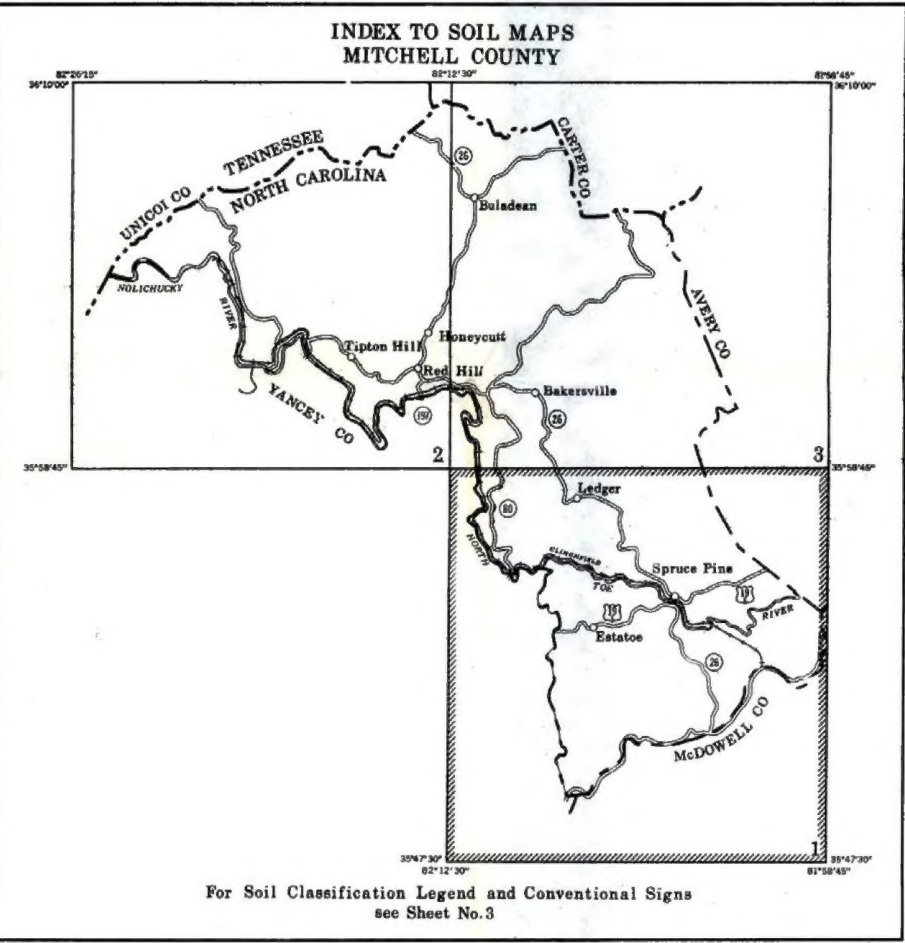 INDEX TO SOIL MAPS
MITCHELL COUNTY
82°26'15"
82°12'30"
81°58'45"
36°10'00"
36°10'00"
CARTER CO
TENNESSEE
26
NORTH CAROLINA
UNICOI CO
Buladean
NOLICHUCKY
RIVER
AVERY CO
Honeycutt
Tipton Hill
Red Hill
Bakersville
YANCEY CO
197
26
2
3
35°58'45"
35°58'45"
Ledger
80
NORTH
CLINCHFIELD
TOE
Spruce Pine
19
19
RIVER
Estatoe
26
McDOWELL CO
1
35°47'30"
35°47'30"
82°12'30"
81°58'45"
For Soil Classification Legend and Conventional Signs
see Sheet No.3